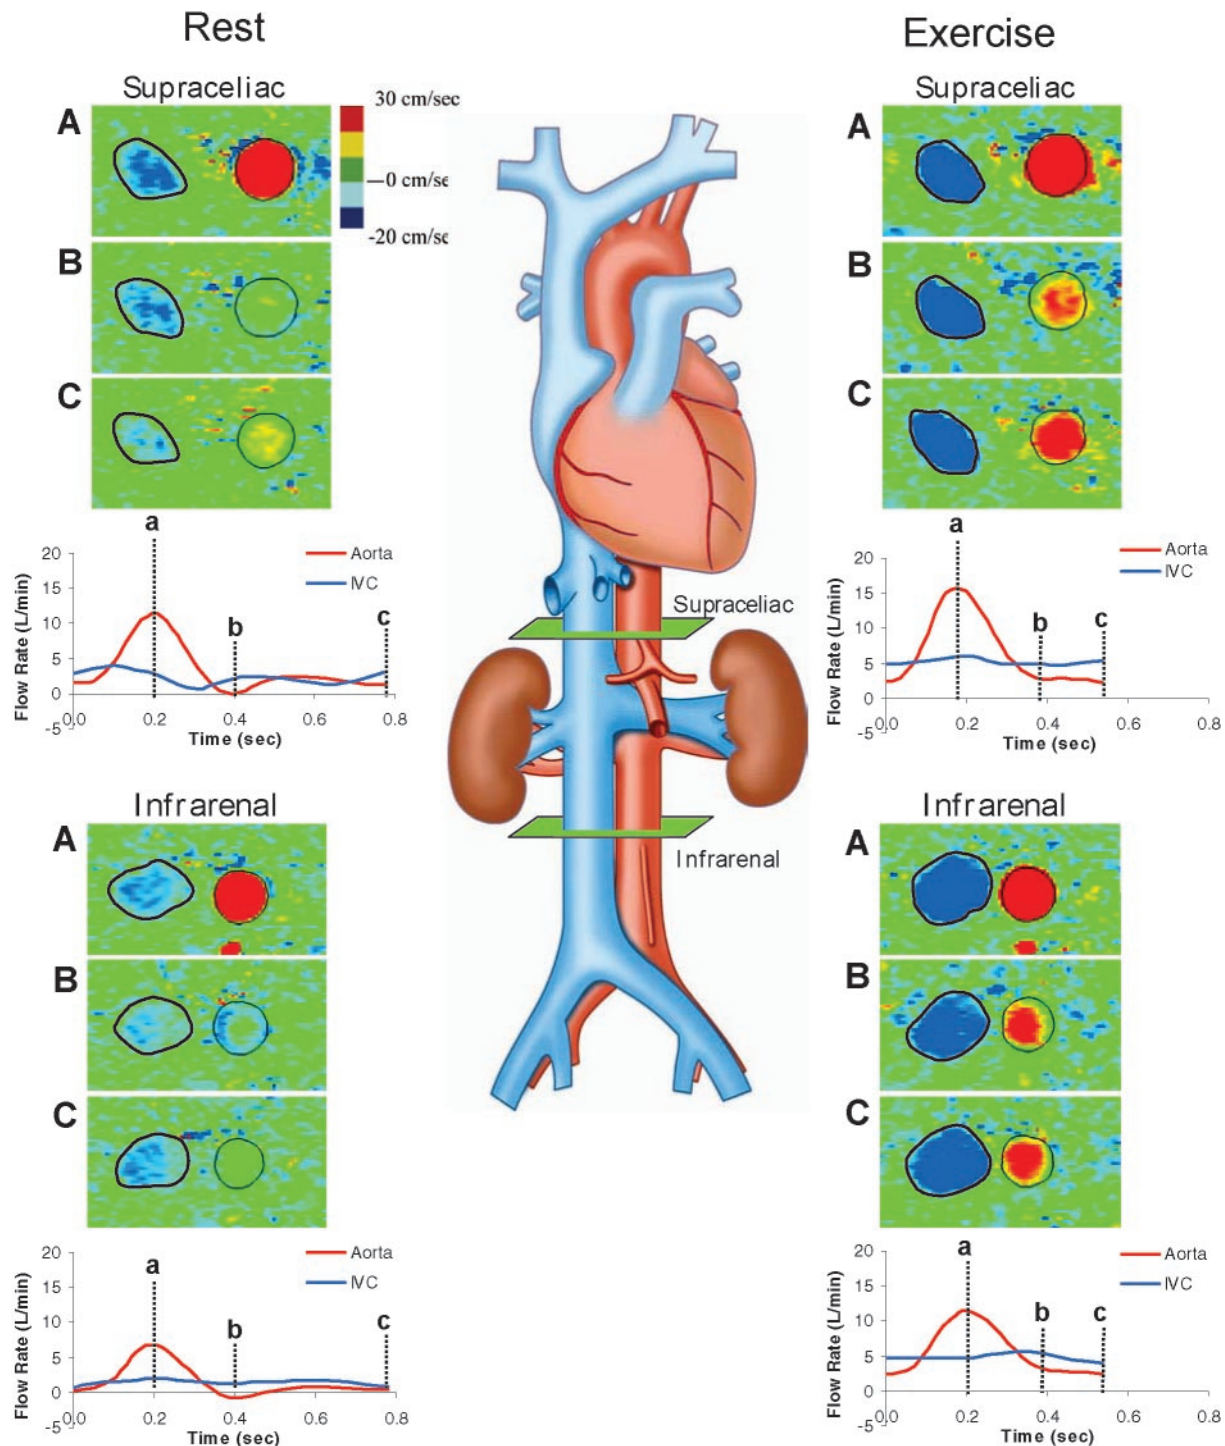 Rest
Exercise
Supraceliac
A
30 cm/sec
0 cm/se
-20 cm/se
B
C
a
b
c
Aorta
IVC
Flow Rate (L/min)
20
15
10
5
0
-5
0.0
0.2
0.4
0.6
0.8
Time (sec)
Supraceliac
A
B
C
a
b
c
Aorta
IVC
Flow Rate (L/min)
20
15
10
5
0
-5
0.0
0.2
0.4
0.6
0.8
Time (sec)
Supraceliac
Infrarenal
Infrarenal
A
B
C
a
b
c
Aorta
IVC
Flow Rate (L/min)
20
15
10
5
0
-5
0.0
0.2
0.4
0.6
0.8
Time (sec)
Infrarenal
A
B
C
a
b
c
Aorta
IVC
Flow Rate (L/min)
20
15
10
5
0
-5
0.0
0.2
0.4
0.6
0.8
Time (sec)